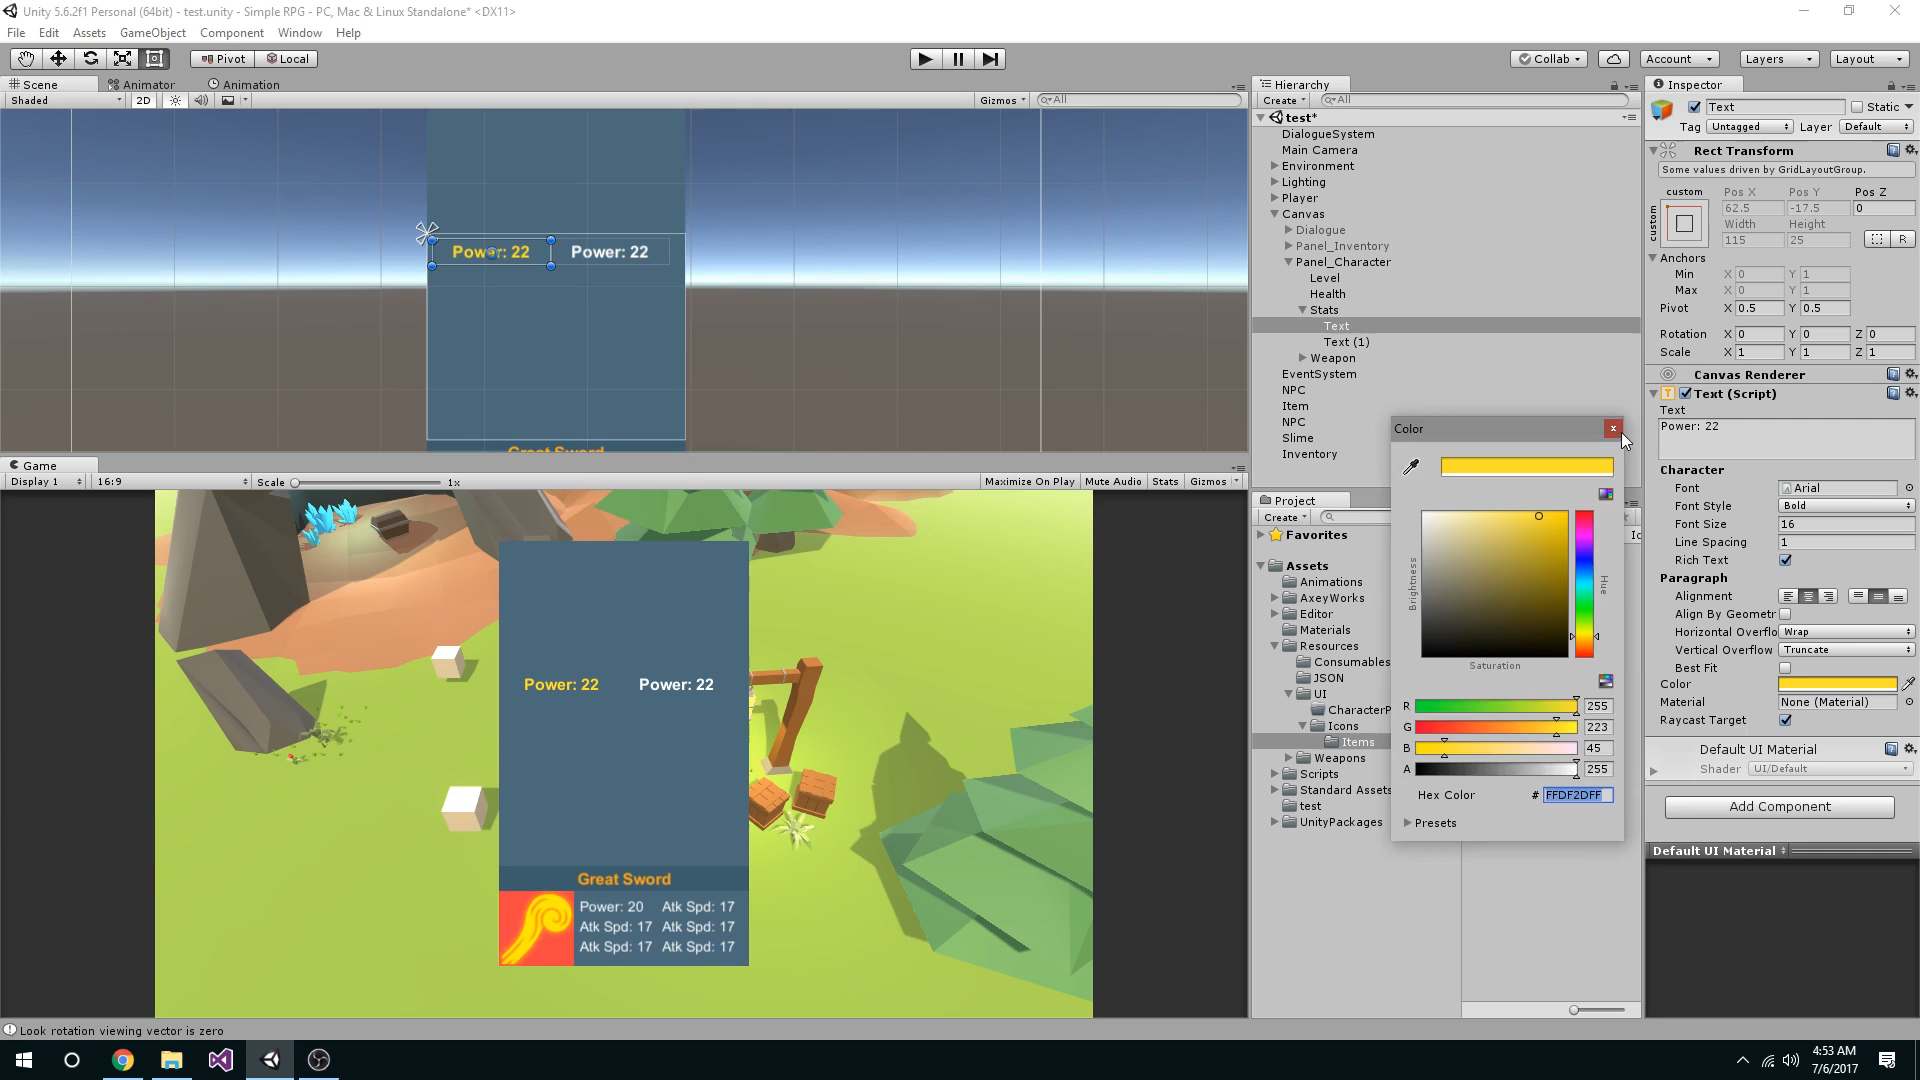 Unity 5.6.2f1 Personal (64bit) - test.unity - Simple RPG - PC, Mac & Linux Standalone* <DX11>
File Edit Assets GameObject Component Window Help
Pivot Local Collab Account Layers Layout
Scene Animator Animation
Shaded 2D Gizmos All
Power: 22 Power: 22
Game
Display 1 16:9 Scale 1x Maximize On Play Mute Audio Stats Gizmos
Power: 22 Power: 22
Great Sword
Power: 20 Atk Spd: 17
Atk Spd: 17 Atk Spd: 17
Atk Spd: 17 Atk Spd: 17
Hierarchy
Create All
test*
DialogueSystem
Main Camera
Environment
Lighting
Player
Canvas
Dialogue
Panel_Inventory
Panel_Character
Level
Health
Stats
Text
Text (1)
Weapon
EventSystem
NPC
Item
NPC
Slime
Inventory
Project
Create
Favorites
Assets
Animations
AxeyWorks
Editor
Materials
Resources
Consumables
JSON
UI
CharacterP
Icons
Items
Weapons
Scripts
Standard Assets
test
UnityPackages
Color
x
Brightness
Hue
Saturation
R 255
G 223
B 45
A 255
Hex Color # FFDF2DFF
Presets
Inspector
Text Static
Tag Untagged Layer Default
Rect Transform
Some values driven by GridLayoutGroup.
custom Pos X Pos Y Pos Z
custom 62.5 -17.5 0
Width Height
115 25 R
Anchors
Min X 0 Y 1
Max X 0 Y 1
Pivot X 0.5 Y 0.5
Rotation X 0 Y 0 Z 0
Scale X 1 Y 1 Z 1
Canvas Renderer
Text (Script)
Text
Power: 22
Character
Font Arial
Font Style Bold
Font Size 16
Line Spacing 1
Rich Text
Paragraph
Alignment
Align By Geometr
Horizontal Overflo Wrap
Vertical Overflow Truncate
Best Fit
Color
Material None (Material)
Raycast Target
Default UI Material
Shader UI/Default
Add Component
Default UI Material
Look rotation viewing vector is zero
4:53 AM
7/6/2017